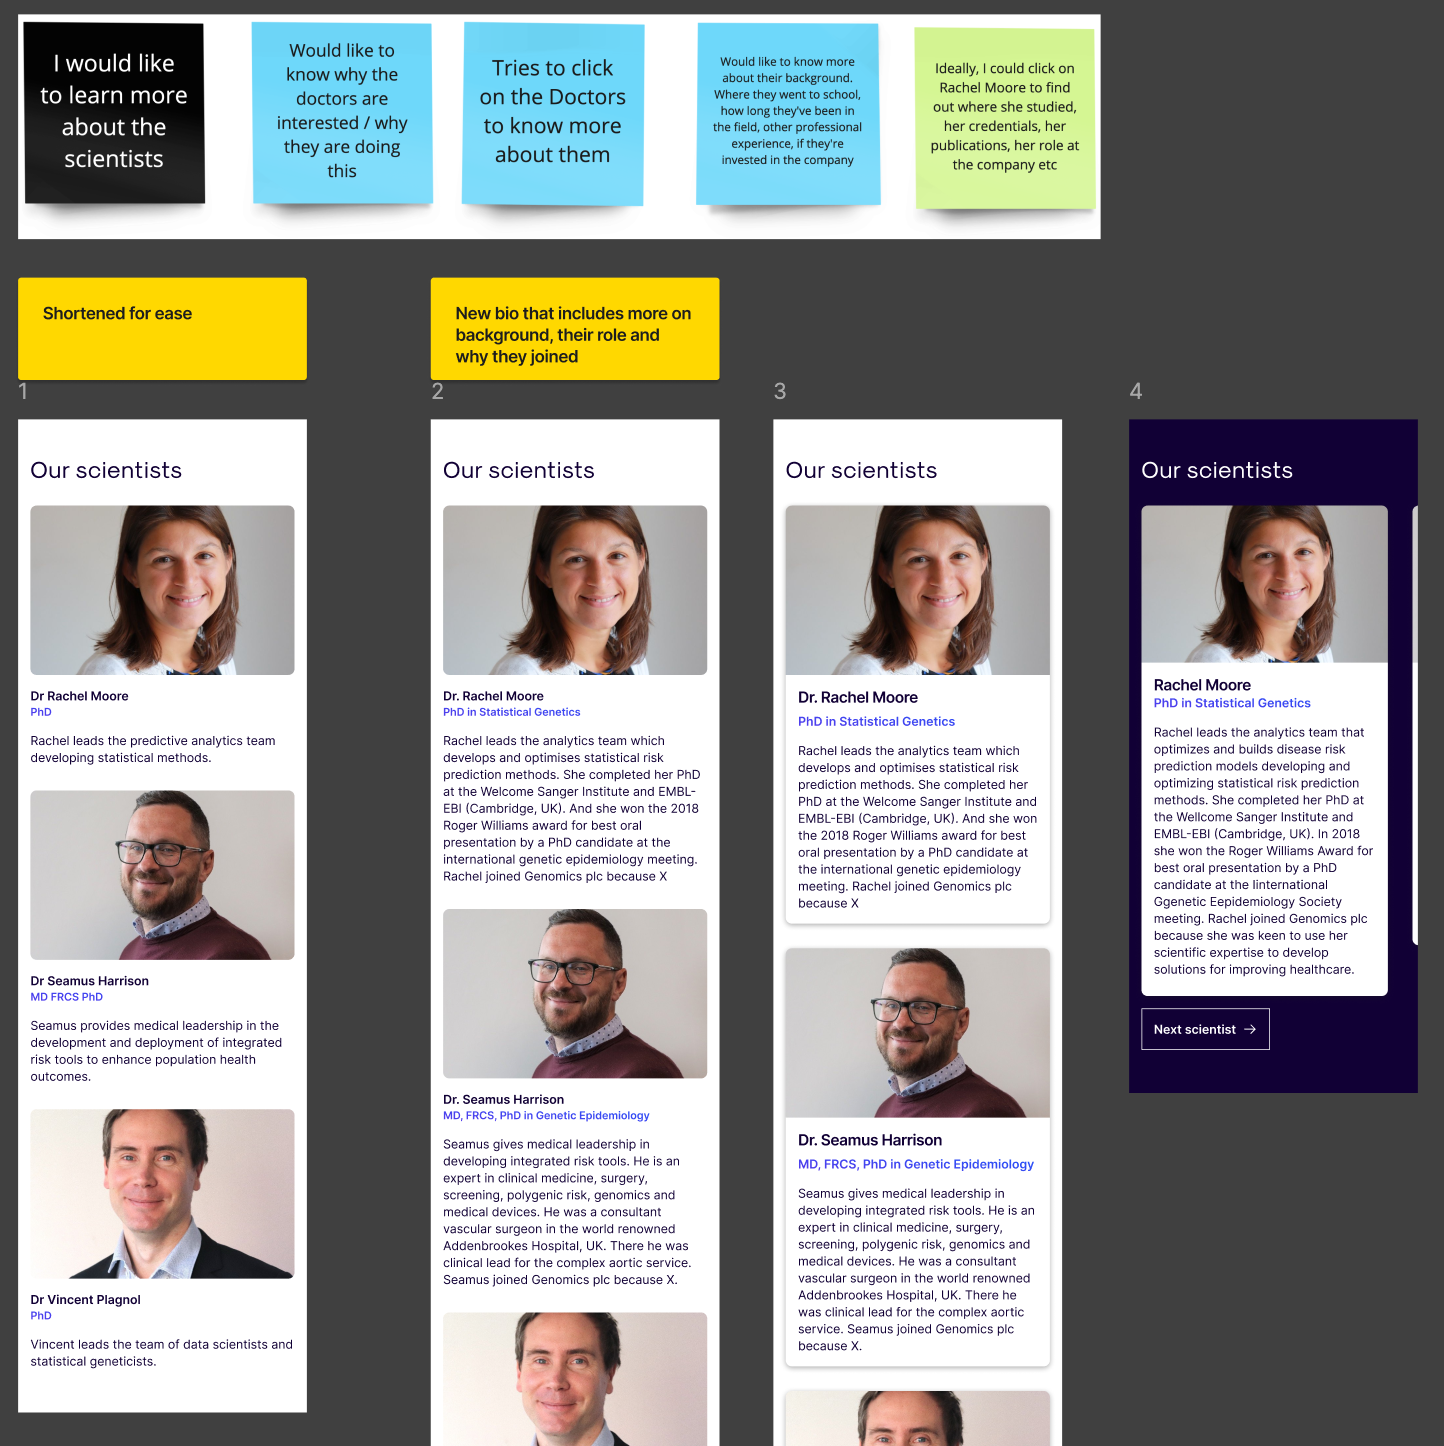 I would like
to learn more
about the
scientists
Would like to
know why the
doctors are
interested / why
they are doing
this
Tries to click
on the Doctors
to know more
about them
Would like to know more
about their background.
Where they went to school,
how long they've been in
the field, other professional
experience, if they're
invested in the company
Ideally, I could click on
Rachel Moore to find
out where she studied,
her credentials, her
publications, her role at
the company etc
Shortened for ease
New bio that includes more on
background, their role and
why they joined
1
Our scientists
Dr Rachel Moore
PhD
Rachel leads the predictive analytics team
developing statistical methods.
Dr Seamus Harrison
MD FRCS PhD
Seamus provides medical leadership in the
development and deployment of integrated
risk tools to enhance population health
outcomes.
Dr Vincent Plagnol
PhD
Vincent leads the team of data scientists and
statistical geneticists.
2
Our scientists
Dr. Rachel Moore
PhD in Statistical Genetics
Rachel leads the analytics team which
develops and optimises statistical risk
prediction methods. She completed her PhD
at the Welcome Sanger Institute and EMBL-
EBI (Cambridge, UK). And she won the 2018
Roger Williams award for best oral
presentation by a PhD candidate at the
international genetic epidemiology meeting.
Rachel joined Genomics plc because X
Dr. Seamus Harrison
MD, FRCS, PhD in Genetic Epidemiology
Seamus gives medical leadership in
developing integrated risk tools. He is an
expert in clinical medicine, surgery,
screening, polygenic risk, genomics and
medical devices. He was a consultant
vascular surgeon in the world renowned
Addenbrookes Hospital, UK. There he was
clinical lead for the complex aortic service.
Seamus joined Genomics plc because X.
3
Our scientists
Dr. Rachel Moore
PhD in Statistical Genetics
Rachel leads the analytics team which
develops and optimises statistical risk
prediction methods. She completed her
PhD at the Welcome Sanger Institute and
EMBL-EBI (Cambridge, UK). And she won
the 2018 Roger Williams award for best
oral presentation by a PhD candidate at
the international genetic epidemiology
meeting. Rachel joined Genomics plc
because X
Dr. Seamus Harrison
MD, FRCS, PhD in Genetic Epidemiology
Seamus gives medical leadership in
developing integrated risk tools. He is an
expert in clinical medicine, surgery,
screening, polygenic risk, genomics and
medical devices. He was a consultant
vascular surgeon in the world renowned
Addenbrookes Hospital, UK. There he
was clinical lead for the complex aortic
service. Seamus joined Genomics plc
because X.
4
Our scientists
Rachel Moore
PhD in Statistical Genetics
Rachel leads the analytics team that
optimizes and builds disease risk
prediction models developing and
optimizing statistical risk prediction
methods. She completed her PhD at
the Wellcome Sanger Institute and
EMBL-EBI (Cambridge, UK). In 2018
she won the Roger Williams Award for
best oral presentation by a PhD
candidate at the Iinternational
Ggenetic Eepidemiology Society
meeting. Rachel joined Genomics plc
because she was keen to use her
scientific expertise to develop
solutions for improving healthcare.
Next scientist →